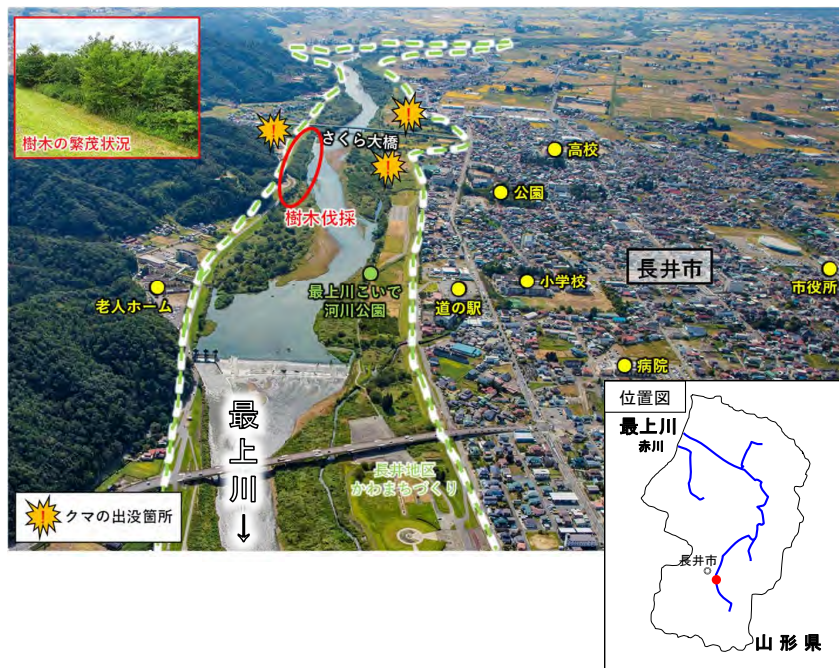 樹木の繁茂状況
さくら大橋
樹木伐採
高校
公園
長井市
小学校
市役所
最上川こいで
河川公園
道の駅
老人ホーム
病院
最上川↓
長井地区
かわまちづくり
クマの出没箇所
位置図
最上川
赤川
長井市
山形県